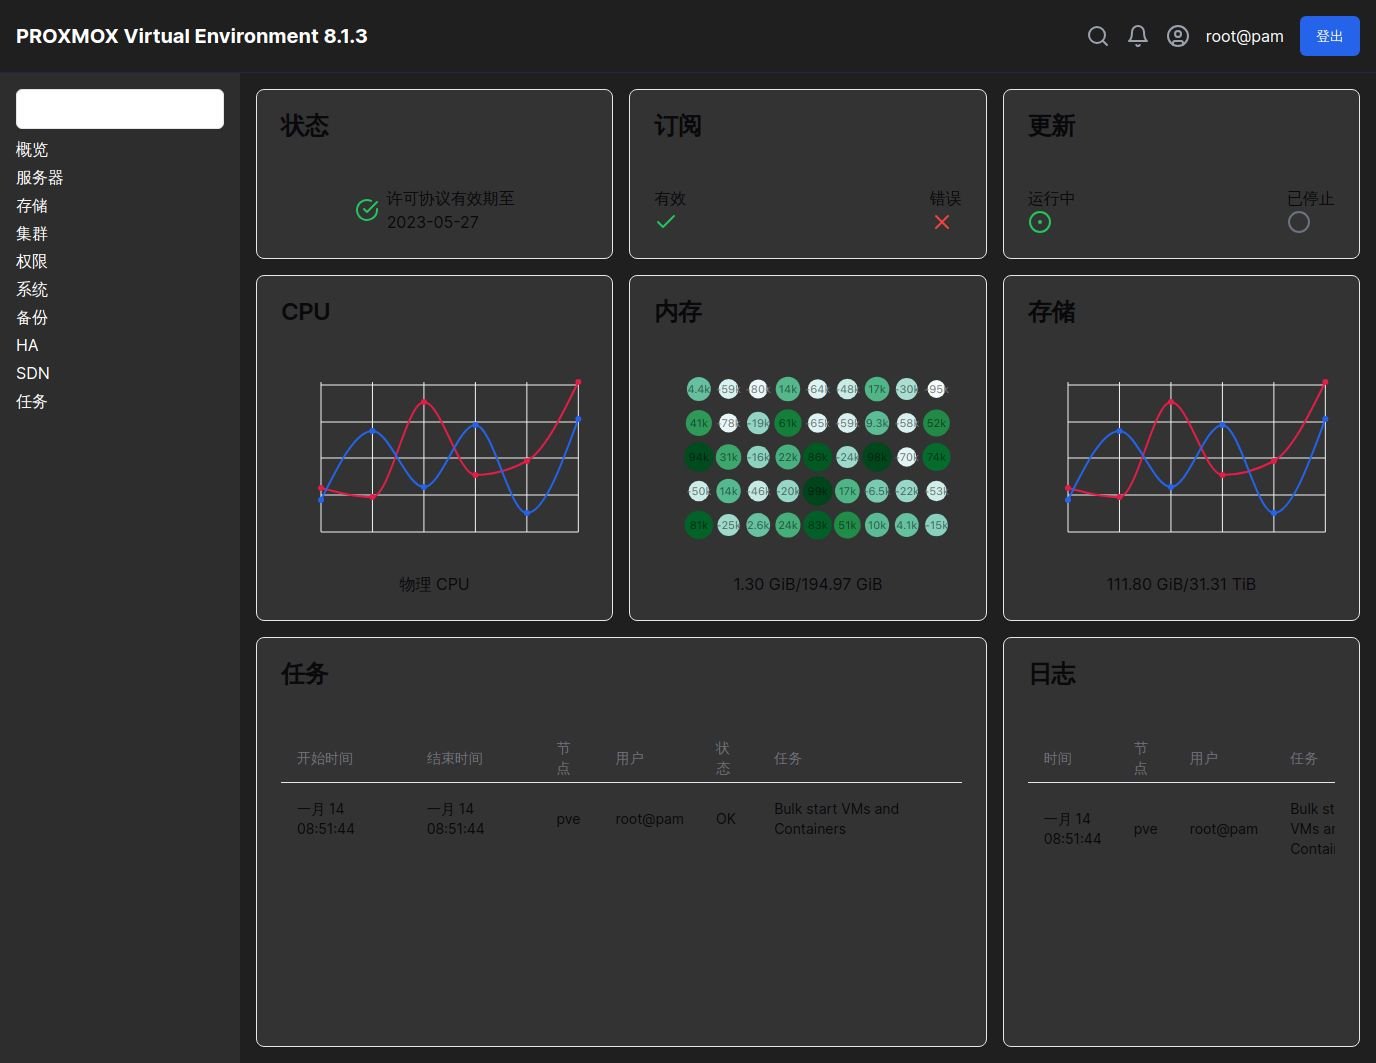 PROXMOX Virtual Environment 8.1.3
root@pam
登出
概览
服务器
存储
集群
权限
系统
备份
HA
SDN
任务
状态
许可协议有效期至
2023-05-27
订阅
有效
错误
更新
运行中
已停止
CPU
物理 CPU
内存
4.4k -59k -80k 14k -64k -48k 17k -30k -95k
41k -78k -19k 61k -65k -59k 9.3k -58k 52k
94k 31k -16k 22k 86k -24k 98k -70k 74k
-50k 14k -46k -20k 99k 17k -6.5k -22k -53k
81k -25k 2.6k 24k 83k 51k 10k 4.1k -15k
1.30 GiB/194.97 GiB
存储
111.80 GiB/31.31 TiB
任务
开始时间 结束时间 节点 用户 状态 任务
一月 14 08:51:44
一月 14 08:51:44
pve
root@pam
OK
Bulk start VMs and
Containers
日志
时间 节点 用户 任务
一月 14
08:51:44
pve
root@pam
Bulk st
VMs ar
Contai